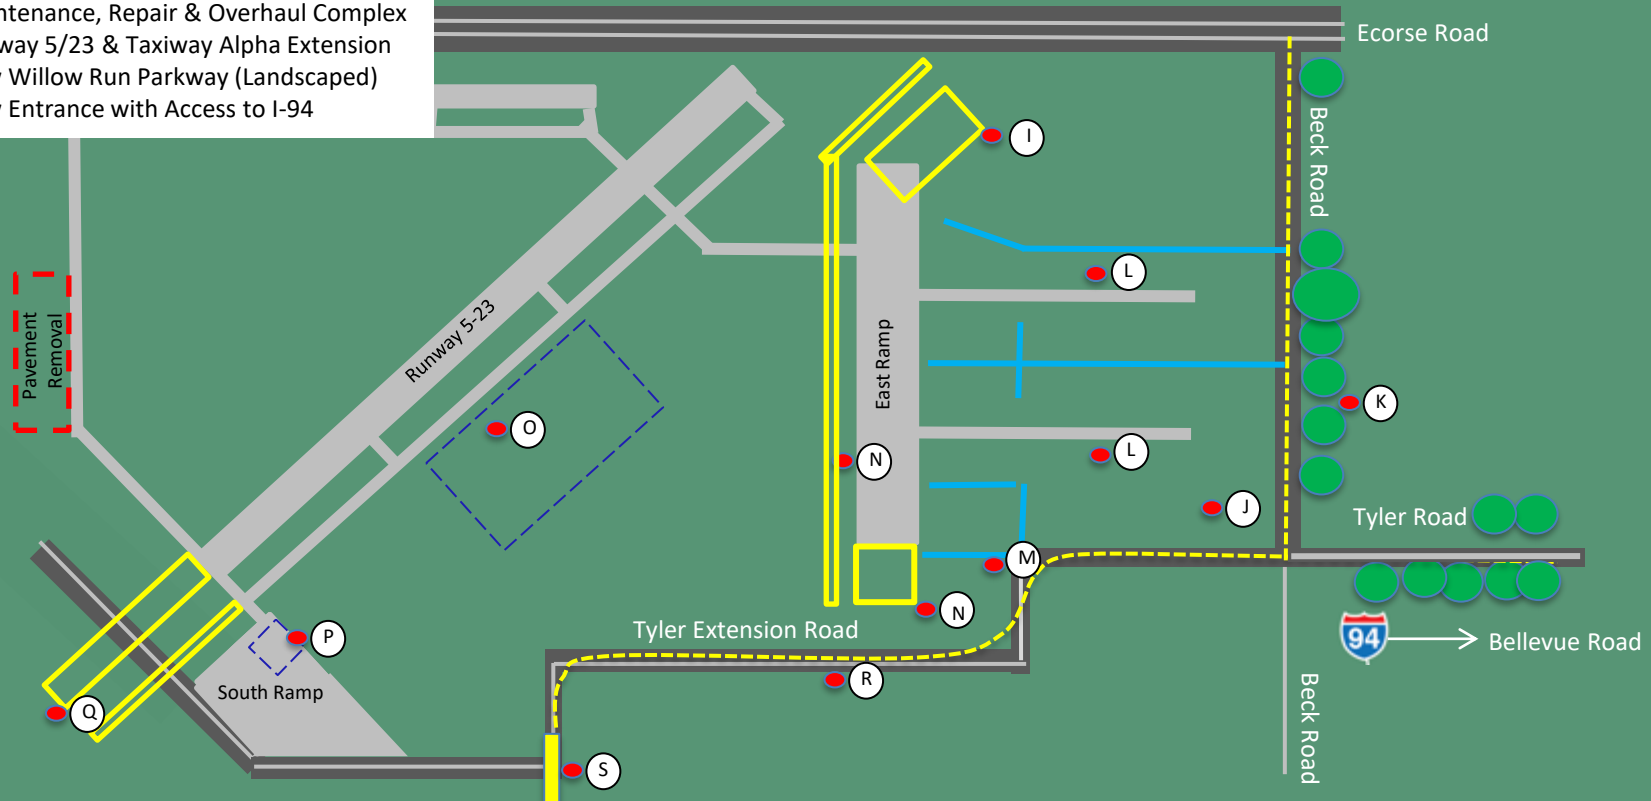 ntenance, Repair & Overhaul Complex
way 5/23 & Taxiway Alpha Extension
Willow Run Parkway (Landscaped)
Entrance with Access to I-94
Ecorse Road
Beck Road
I
L
Runway 5-23
East Ramp
Pavement
Removal
K
O
L
N
J
Tyler Road
M
N
Tyler Extension Road
P
94
Bellevue Road
South Ramp
R
Q
Beck Road
S